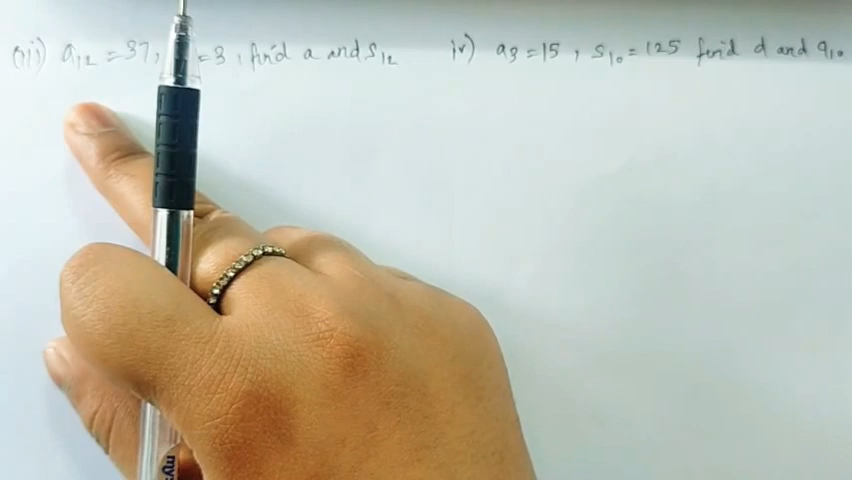 (iii) a12 = 37, = 3, find a and S12
iv) a3 = 15, S10 = 125 find d and a10